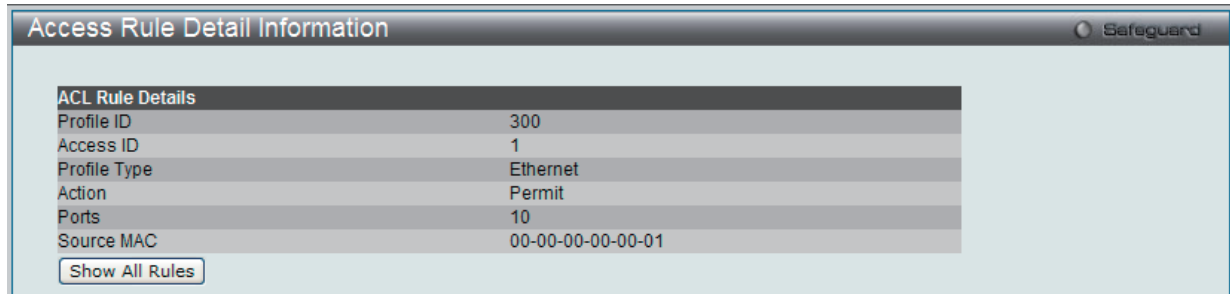 Access Rule Detail Information Safeguard
ACL Rule Details
Profile ID 300
Access ID 1
Profile Type Ethernet
Action Permit
Ports 10
Source MAC 00-00-00-00-00-01
Show All Rules